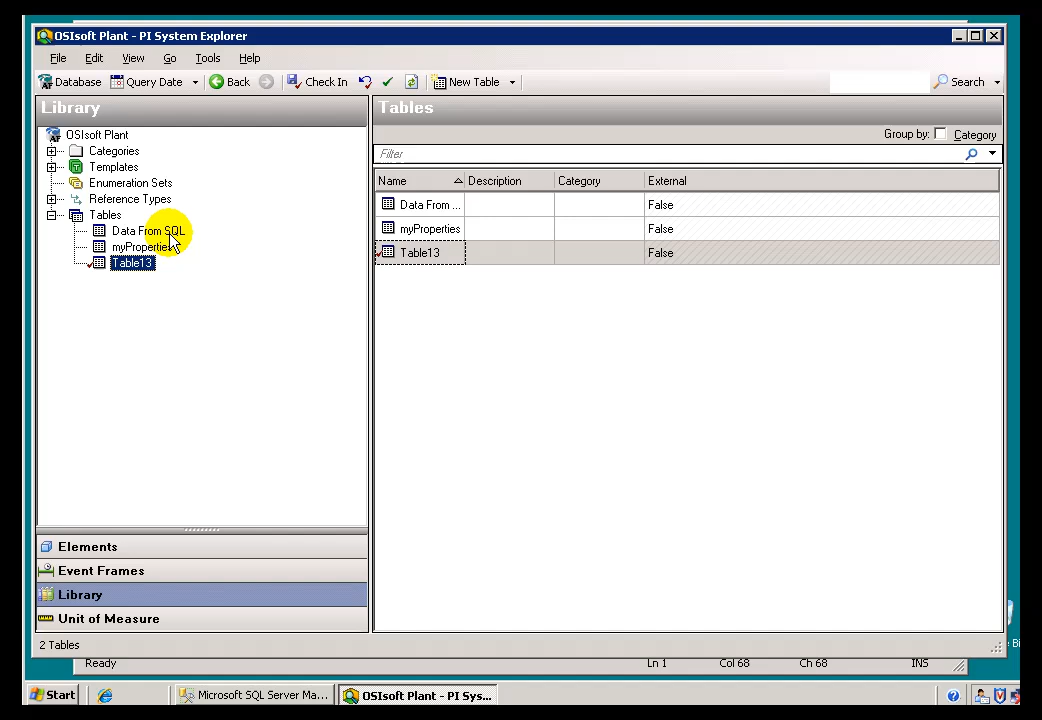 OSIsoft Plant - PI System Explorer
File Edit View Go Tools Help
Database Query Date Back Check In New Table Search
Library
Tables
OSIsoft Plant
Categories
Templates
Enumeration Sets
Reference Types
Tables
Data From SQL
myProperties
Table13
Group by: Category
Filter
Name Description Category External
Data From ... False
myProperties False
Table13 False
Elements
Event Frames
Library
Unit of Measure
2 Tables
Ready Ln 1 Col 68 Ch 68 INS
Start Microsoft SQL Server Ma... OSIsoft Plant - PI Sys...